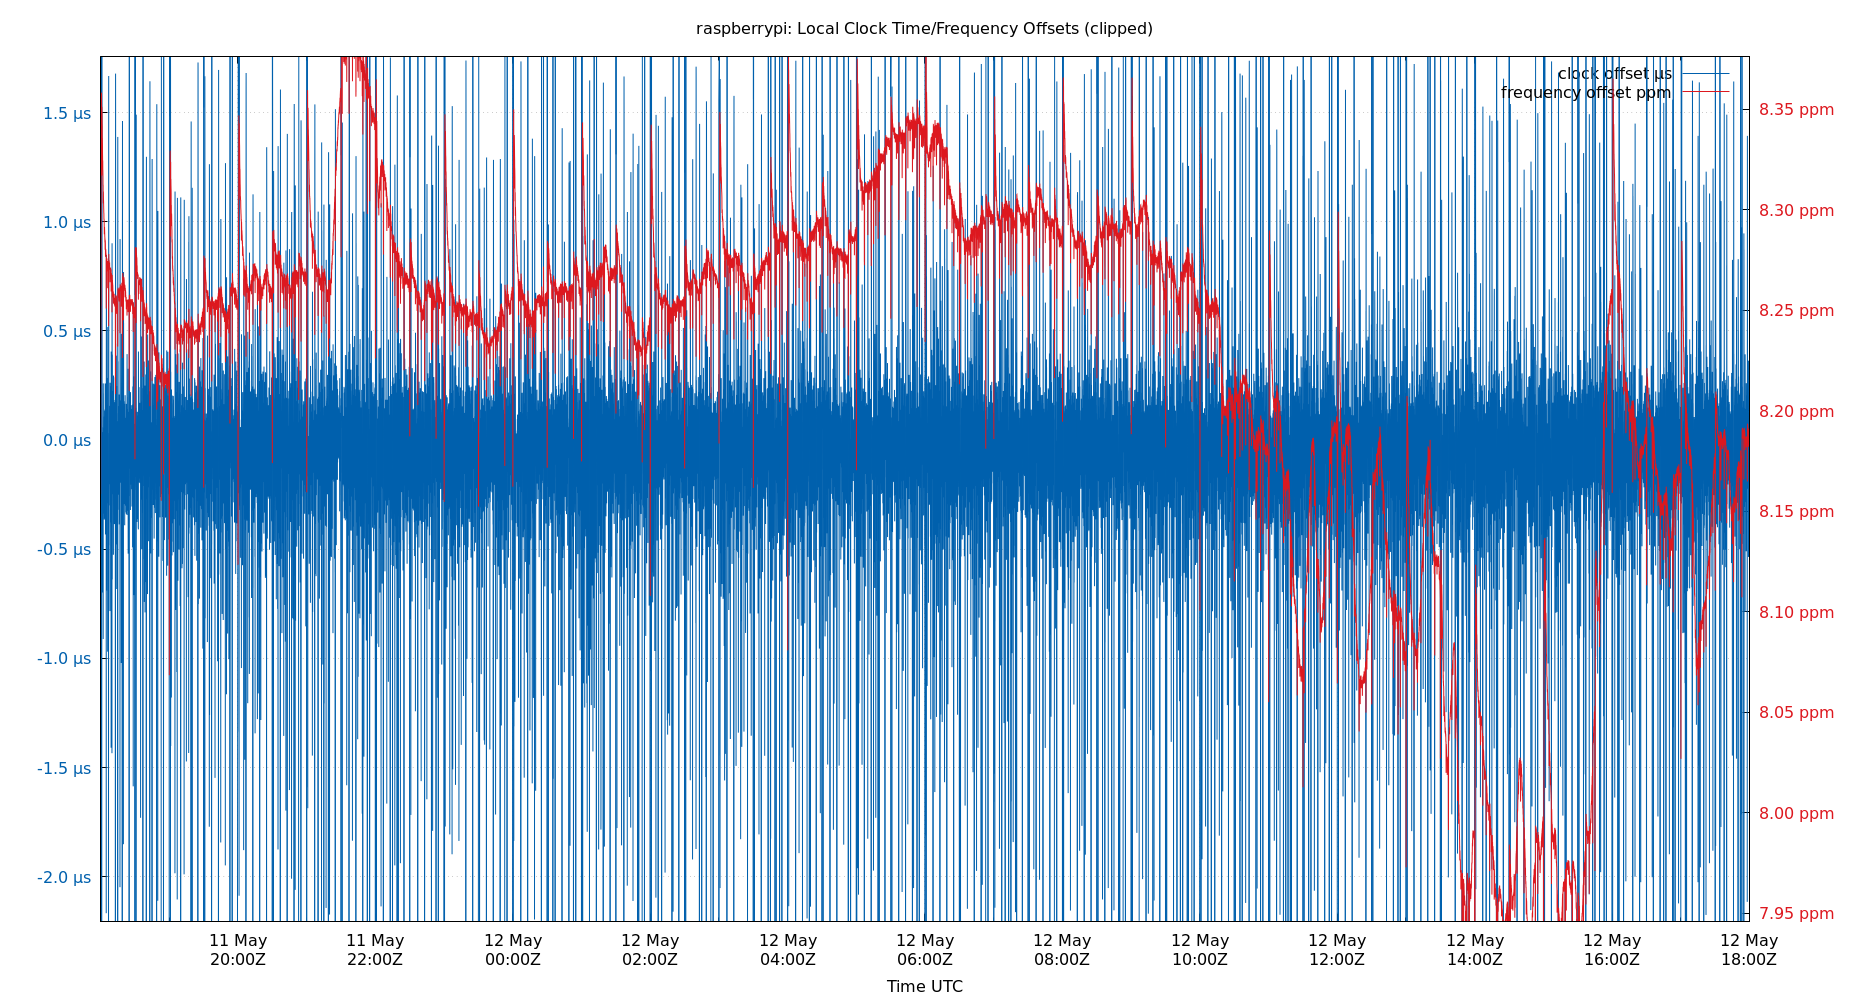 raspberrypi: Local Clock Time/Frequency Offsets (clipped)
clock offset µs
frequency offset ppm
1.5 µs
1.0 µs
0.5 µs
0.0 µs
-0.5 µs
-1.0 µs
-1.5 µs
-2.0 µs
8.35 ppm
8.30 ppm
8.25 ppm
8.20 ppm
8.15 ppm
8.10 ppm
8.05 ppm
8.00 ppm
7.95 ppm
11 May
20:00Z
11 May
22:00Z
12 May
00:00Z
12 May
02:00Z
12 May
04:00Z
12 May
06:00Z
12 May
08:00Z
12 May
10:00Z
12 May
12:00Z
12 May
14:00Z
12 May
16:00Z
12 May
18:00Z
Time UTC